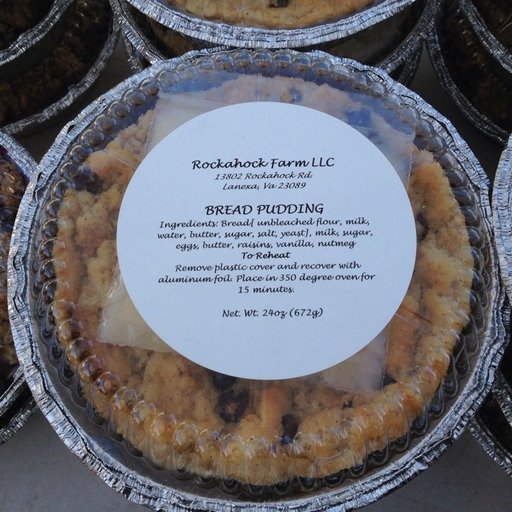 Rockahock Farm LLC
13802 Rockahock Rd.
Lanexa, Va 23089
BREAD PUDDING
Ingredients: Bread{ unbleached flour, milk,
water, butter, sugar, salt, yeast}, milk, sugar,
eggs, butter, raisins, vanilla, nutmeg
To Reheat
Remove plastic cover and recover with
aluminum foil. Place in 350 degree oven for
15 minutes.
Net. Wt. 24oz (672g)